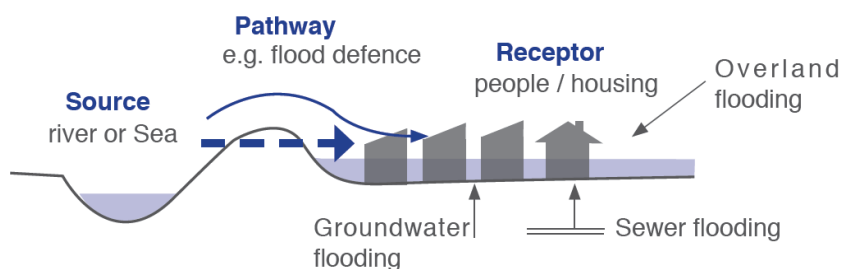 Pathway
e.g. flood defence
Receptor
people / housing
Overland
flooding
Source
river or Sea
Groundwater
flooding
Sewer flooding